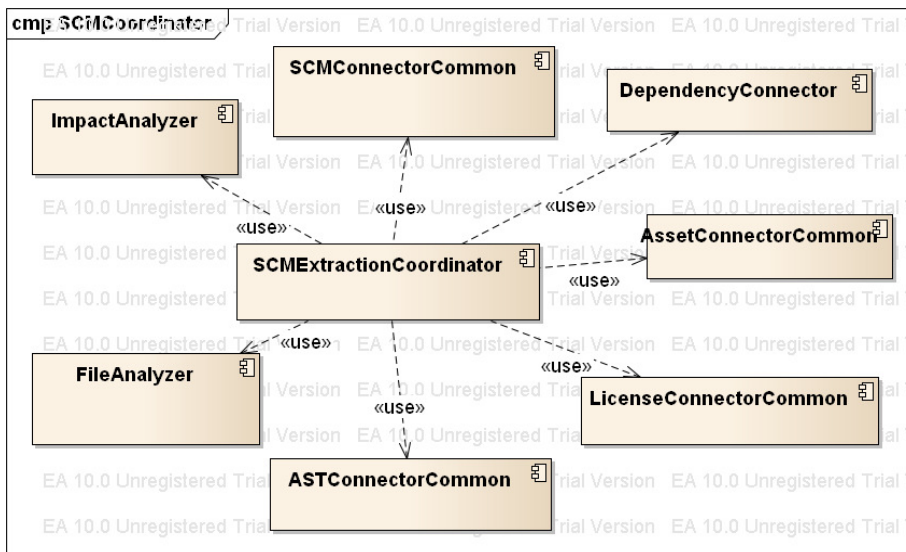 cmp SCMCoordinator
SCMConnectorCommon
DependencyConnector
ImpactAnalyzer
«use»
«use»
«use»
AssetConnectorCommon
SCMExtractionCoordinator
«use»
«use»
«use»
FileAnalyzer
«use»
LicenseConnectorCommon
ASTConnectorCommon
EA 10.0 Unregistered Trial Version